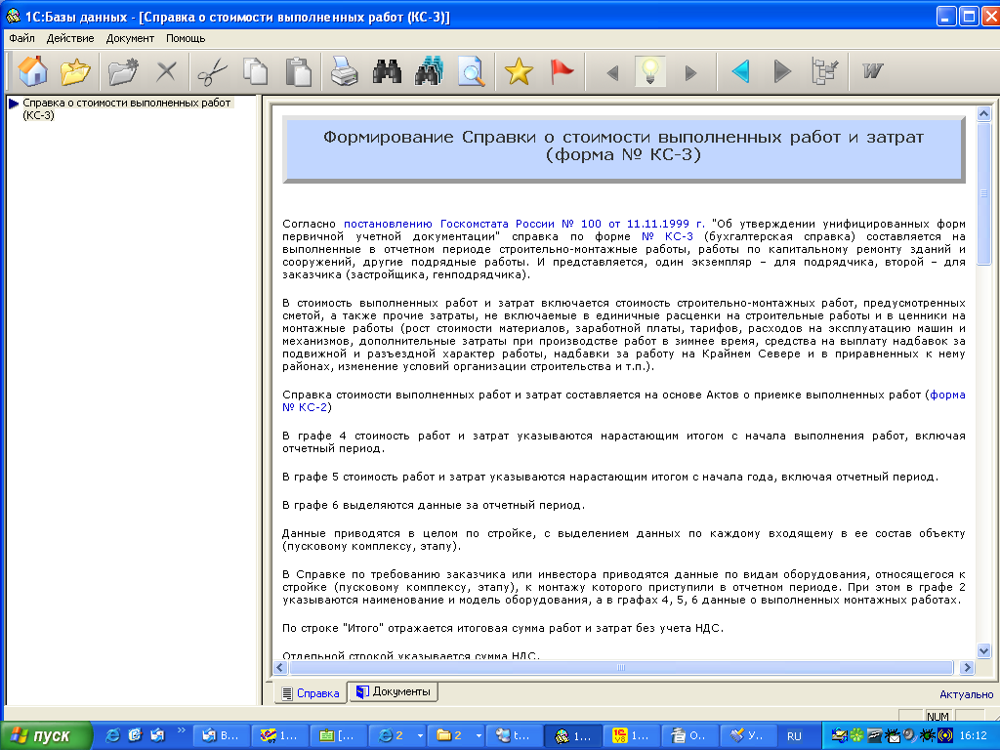 1С:Базы данных - [Справка о стоимости выполненных работ (КС-3)]
Файл Действие Документ Помощь
W
Справка о стоимости выполненных работ
(КС-3)
Формирование Справки о стоимости выполненных работ и затрат
(форма № КС-3)
Согласно постановлению Госкомстата России № 100 от 11.11.1999 г. "Об утверждении унифицированных форм
первичной учетной документации" справка по форме № КС-3 (бухгалтерская справка) составляется на
выполненные в отчетном периоде строительно-монтажные работы, работы по капитальному ремонту зданий и
сооружений, другие подрядные работы. И представляется, один экземпляр – для подрядчика, второй – для
заказчика (застройщика, генподрядчика).
В стоимость выполненных работ и затрат включается стоимость строительно-монтажных работ, предусмотренных
сметой, а также прочие затраты, не включаемые в единичные расценки на строительные работы и в ценники на
монтажные работы (рост стоимости материалов, заработной платы, тарифов, расходов на эксплуатацию машин и
механизмов, дополнительные затраты при производстве работ в зимнее время, средства на выплату надбавок за
подвижной и разъездной характер работы, надбавки за работу на Крайнем Севере и в приравненных к нему
районах, изменение условий организации строительства и т.п.).
Справка стоимости выполненных работ и затрат составляется на основе Актов о приемке выполненных работ (форма
№ КС-2)
В графе 4 стоимость работ и затрат указываются нарастающим итогом с начала выполнения работ, включая
отчетный период.
В графе 5 стоимость работ и затрат указываются нарастающим итогом с начала года, включая отчетный период.
В графе 6 выделяются данные за отчетный период.
Данные приводятся в целом по стройке, с выделением данных по каждому входящему в ее состав объекту
(пусковому комплексу, этапу).
В Справке по требованию заказчика или инвестора приводятся данные по видам оборудования, относящегося к
стройке (пусковому комплексу, этапу), к монтажу которого приступили в отчетном периоде. При этом в графе 2
указываются наименование и модель оборудования, а в графах 4, 5, 6 данные о выполненных монтажных работах.
По строке "Итого" отражается итоговая сумма работ и затрат без учета НДС.
Отдельной строкой указывается сумма НДС.
Справка Документы
Актуально
NUM
пуск » В... 1... [... 2 2 t... 1... 1... О... У... RU 16:12